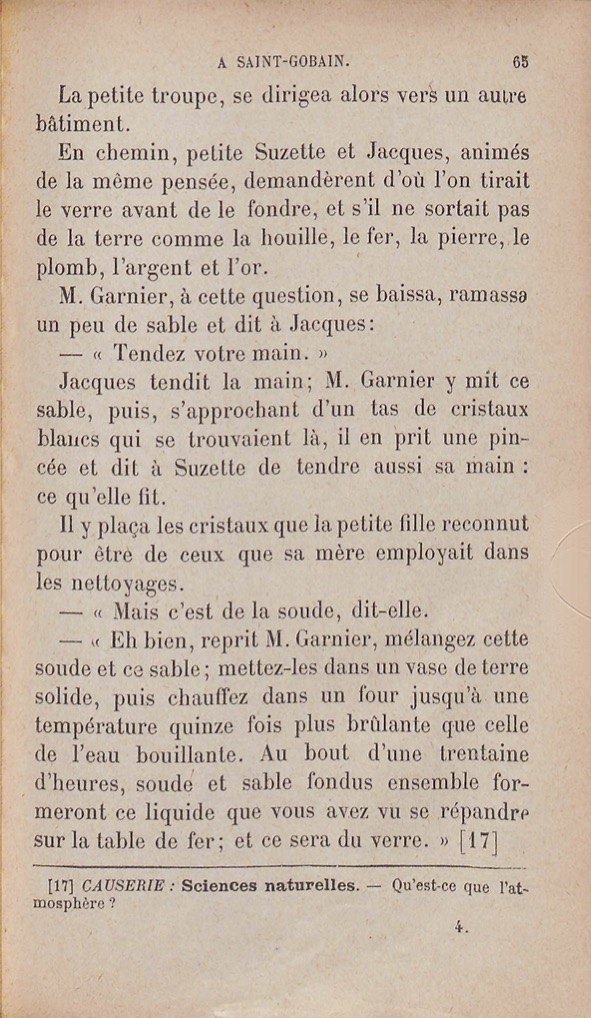 A SAINT-GOBAIN. 65
La petite troupe, se dirigea alors vers un autre
bâtiment.
En chemin, petite Suzette et Jacques, animés
de la même pensée, demandèrent d'où l'on tirait
le verre avant de le fondre, et s'il ne sortait pas
de la terre comme la houille, le fer, la pierre, le
plomb, l'argent et l'or.
M. Garnier, à cette question, se baissa, ramassa
un peu de sable et dit à Jacques:
— « Tendez votre main. »
Jacques tendit la main; M. Garnier y mit ce
sable, puis, s'approchant d'un tas de cristaux
blancs qui se trouvaient là, il en prit une pin-
cée et dit à Suzette de tendre aussi sa main :
ce qu'elle fit.
Il y plaça les cristaux que la petite fille reconnut
pour être de ceux que sa mère employait dans
les nettoyages.
— « Mais c'est de la soude, dit-elle.
— « Eh bien, reprit M. Garnier, mélangez cette
soude et ce sable; mettez-les dans un vase de terre
solide, puis chauffez dans un four jusqu'à une
température quinze fois plus brûlante que celle
de l'eau bouillante. Au bout d'une trentaine
d'heures, soude et sable fondus ensemble for-
meront ce liquide que vous avez vu se répandre
sur la table de fer; et ce sera du verre. » [17]
[17] CAUSERIE : Sciences naturelles. — Qu'est-ce que l'at-
mosphère ?
4.